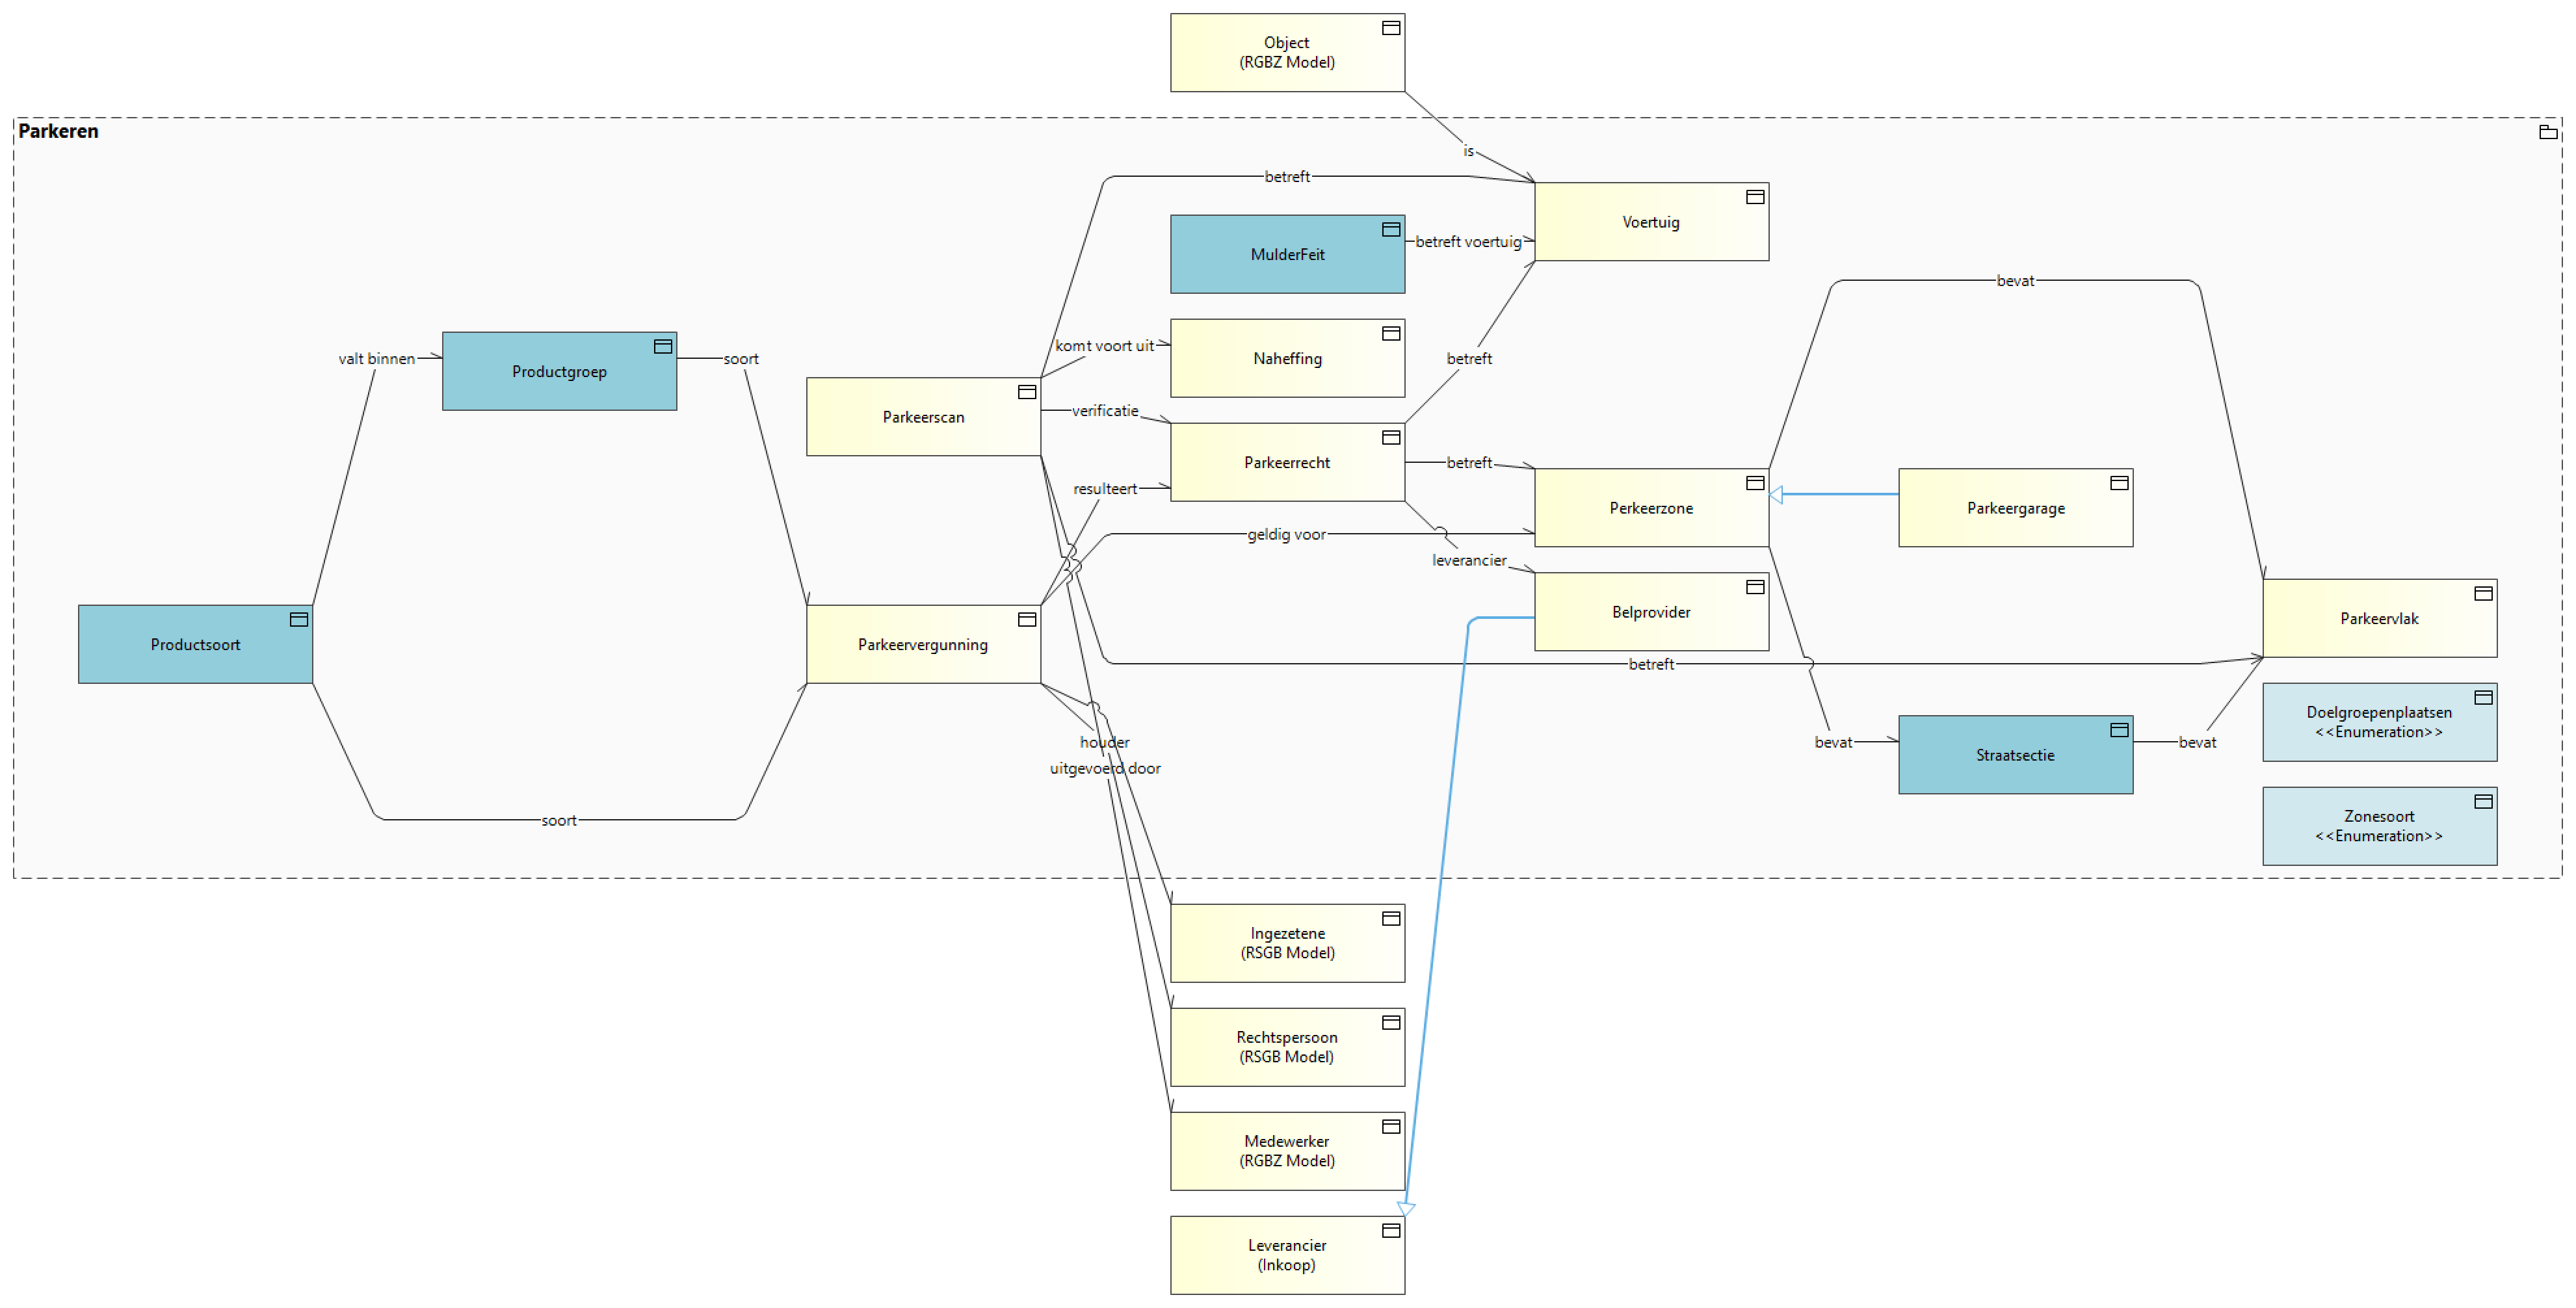 Object
(RGBZ Model)
Parkeren
is
betreft
Voertuig
MulderFeit
betreft voertuig
bevat
valt binnen
Productgroep
soort
komt voort uit
Naheffing
betreft
Parkeerscan
verificatie
Parkeerrecht
betreft
resulteert
Perkeerzone
Parkeergarage
geldig voor
leverancier
Belprovider
Parkeervlak
Productsoort
Parkeervergunning
betreft
Doelgroepenplaatsen
<<Enumeration>>
houder
bevat
Straatsectie
bevat
uitgevoerd door
soort
Zonesoort
<<Enumeration>>
Ingezetene
(RSGB Model)
Rechtspersoon
(RSGB Model)
Medewerker
(RGBZ Model)
Leverancier
(Inkoop)